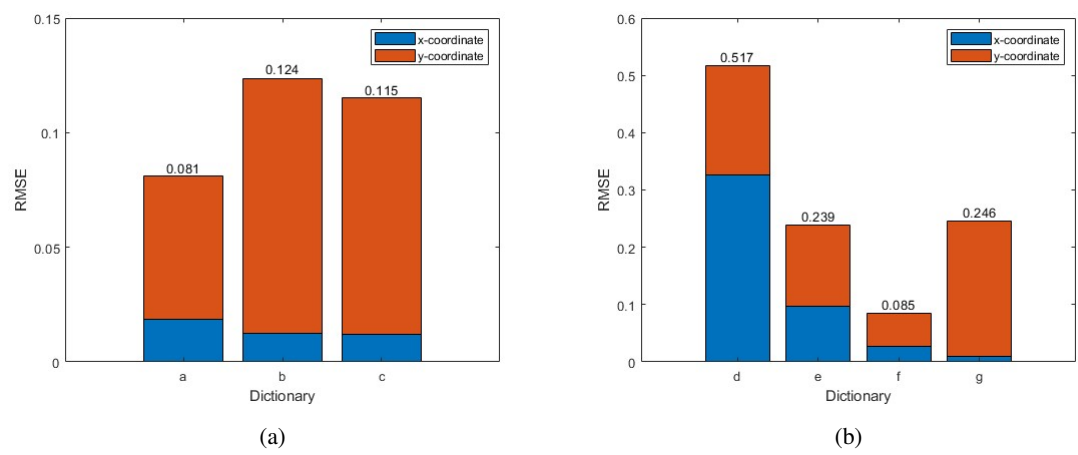 0.15
0.1
0.05
0
RMSE
x-coordinate
y-coordinate
0.081
0.124
0.115
a b c
Dictionary
(a)
0.6
0.5
0.4
0.3
0.2
0.1
0
RMSE
x-coordinate
y-coordinate
0.517
0.239
0.085
0.246
d e f g
Dictionary
(b)